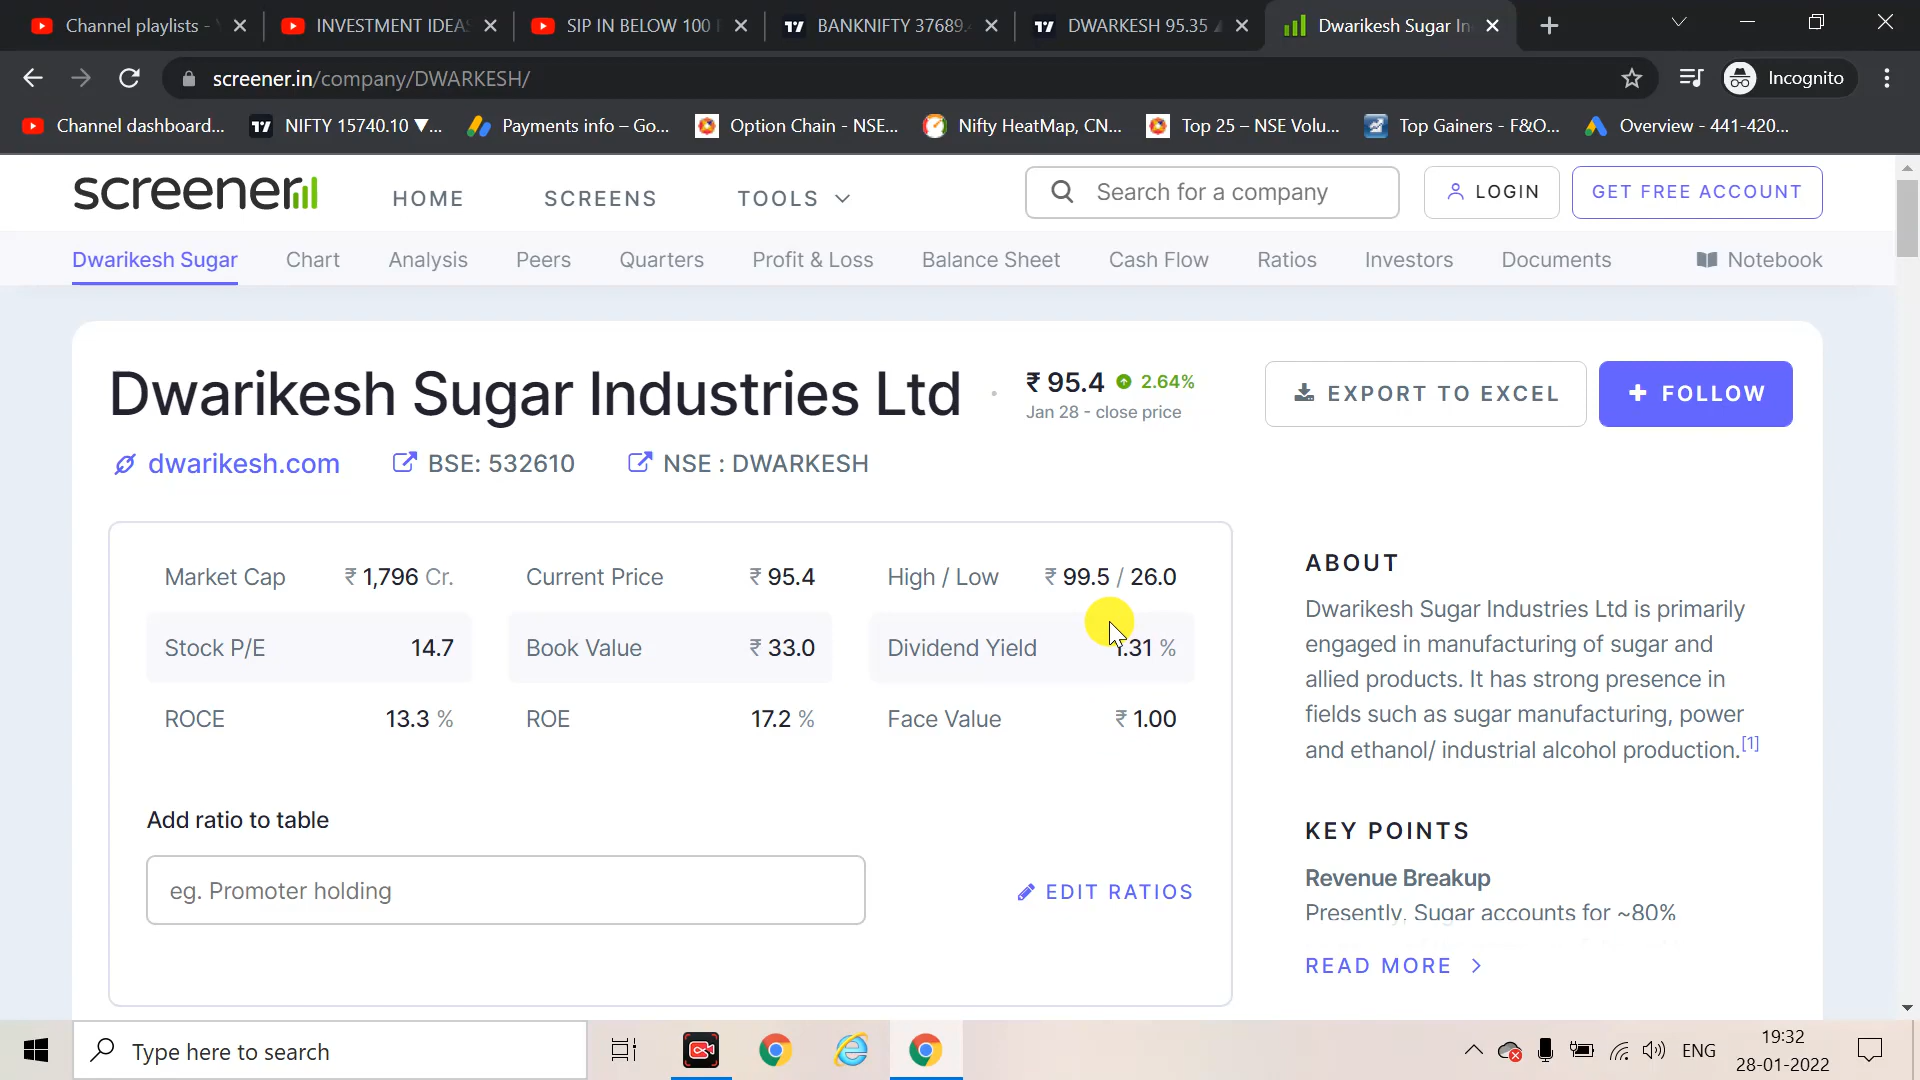 Channel playlists -
INVESTMENT IDEAS
SIP IN BELOW 100
BANKNIFTY 37689.
DWARKESH 95.35
Dwarikesh Sugar In
screener.in/company/DWARKESH/
Incognito
Channel dashboard...
NIFTY 15740.10 ▼...
Payments info – Go...
Option Chain - NSE...
Nifty HeatMap, CN...
Top 25 – NSE Volu...
Top Gainers - F&O...
Overview - 441-420...
screener
HOME
SCREENS
TOOLS
Search for a company
LOGIN
GET FREE ACCOUNT
Dwarikesh Sugar
Chart
Analysis
Peers
Quarters
Profit & Loss
Balance Sheet
Cash Flow
Ratios
Investors
Documents
Notebook
Dwarikesh Sugar Industries Ltd
₹ 95.4 2.64%
Jan 28 - close price
EXPORT TO EXCEL
+ FOLLOW
dwarikesh.com
BSE: 532610
NSE : DWARKESH
Market Cap ₹ 1,796 Cr.
Current Price ₹ 95.4
High / Low ₹ 99.5 / 26.0
Stock P/E 14.7
Book Value ₹ 33.0
Dividend Yield 1.31 %
ROCE 13.3 %
ROE 17.2 %
Face Value ₹ 1.00
Add ratio to table
eg. Promoter holding
EDIT RATIOS
ABOUT
Dwarikesh Sugar Industries Ltd is primarily
engaged in manufacturing of sugar and
allied products. It has strong presence in
fields such as sugar manufacturing, power
and ethanol/ industrial alcohol production.[1]
KEY POINTS
Revenue Breakup
Presently, Sugar accounts for ~80%
READ MORE >
Type here to search
ENG
19:32
28-01-2022